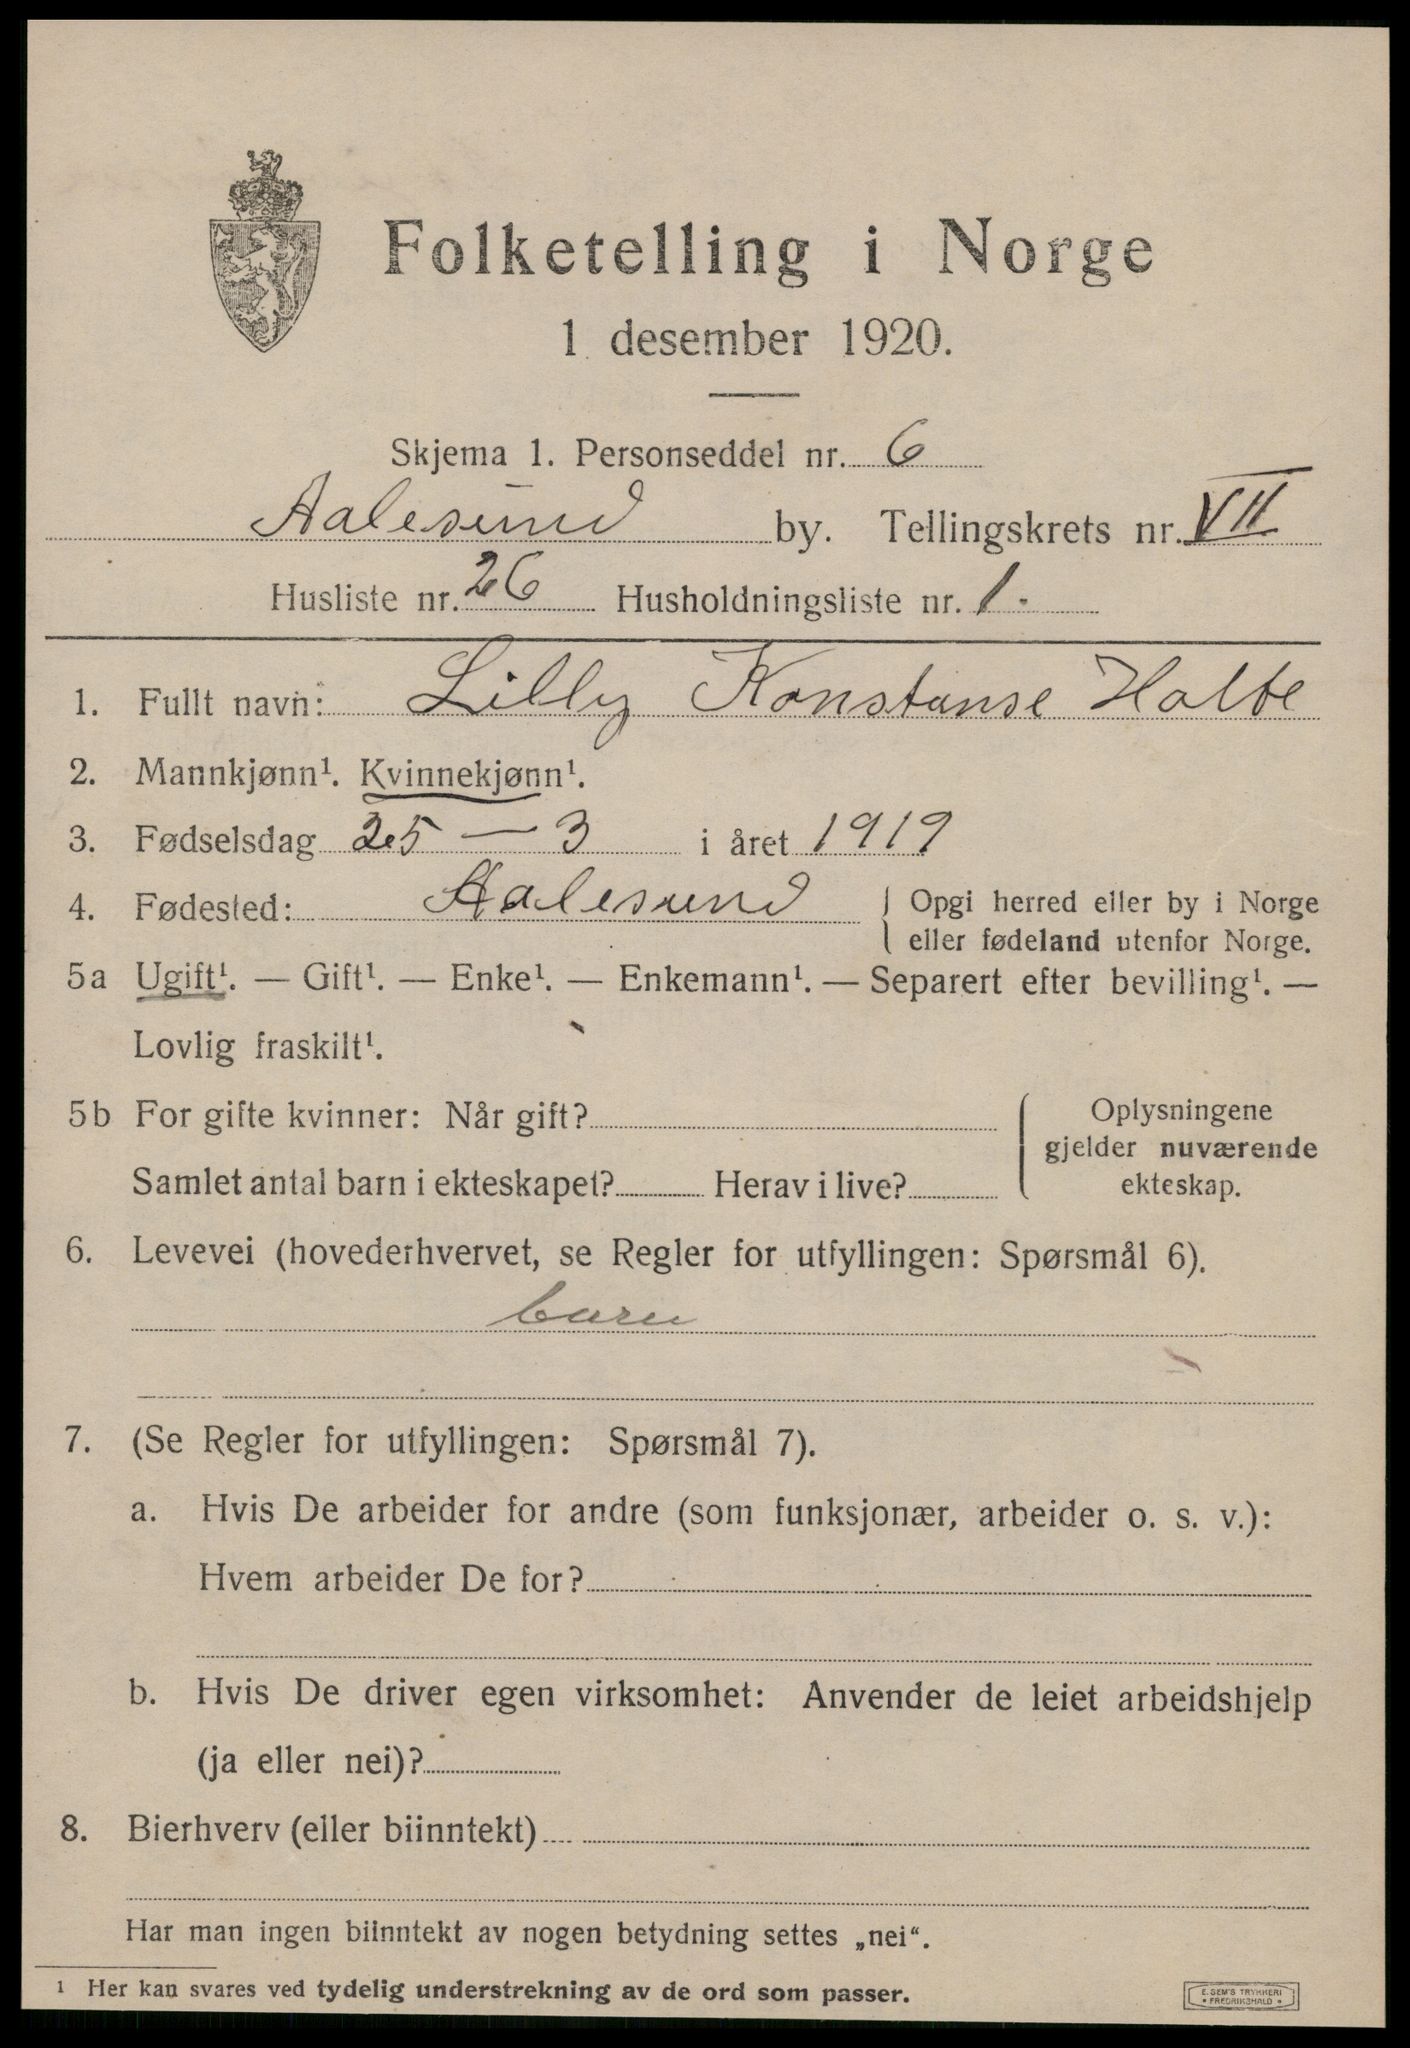 Folketelling i Norge
1 desember 1920.
Skjema 1. Personseddel nr. 6
Aalesund by. Tellingskrets nr. VII
Husliste nr. 26 Husholdningsliste nr. 1.
1. Fullt navn: Lilly Konstanse Holte
2. Mannkjønn¹. Kvinnekjønn¹.
3. Fødselsdag 25 — 3 i året 1919
4. Fødested: Aalesund { Opgi herred eller by i Norge
eller fødeland utenfor Norge.
5a Ugift¹. — Gift¹. — Enke¹. — Enkemann¹. — Separert efter bevilling¹. —
Lovlig fraskilt¹.
5b For gifte kvinner: Når gift? { Oplysningene
gjelder nuværende
Samlet antal barn i ekteskapet? Herav i live? ekteskap.
6. Levevei (hovederhvervet, se Regler for utfyllingen: Spørsmål 6).
barn
7. (Se Regler for utfyllingen: Spørsmål 7).
a. Hvis De arbeider for andre (som funksjonær, arbeider o. s. v.):
Hvem arbeider De for?
b. Hvis De driver egen virksomhet: Anvender de leiet arbeidshjelp
(ja eller nei)?
8. Bierhverv (eller biinntekt)
Har man ingen biinntekt av nogen betydning settes „nei“.
¹ Her kan svares ved tydelig understrekning av de ord som passer.
E. SEM'S TRYKKERI
• FREDRIKSHALD •